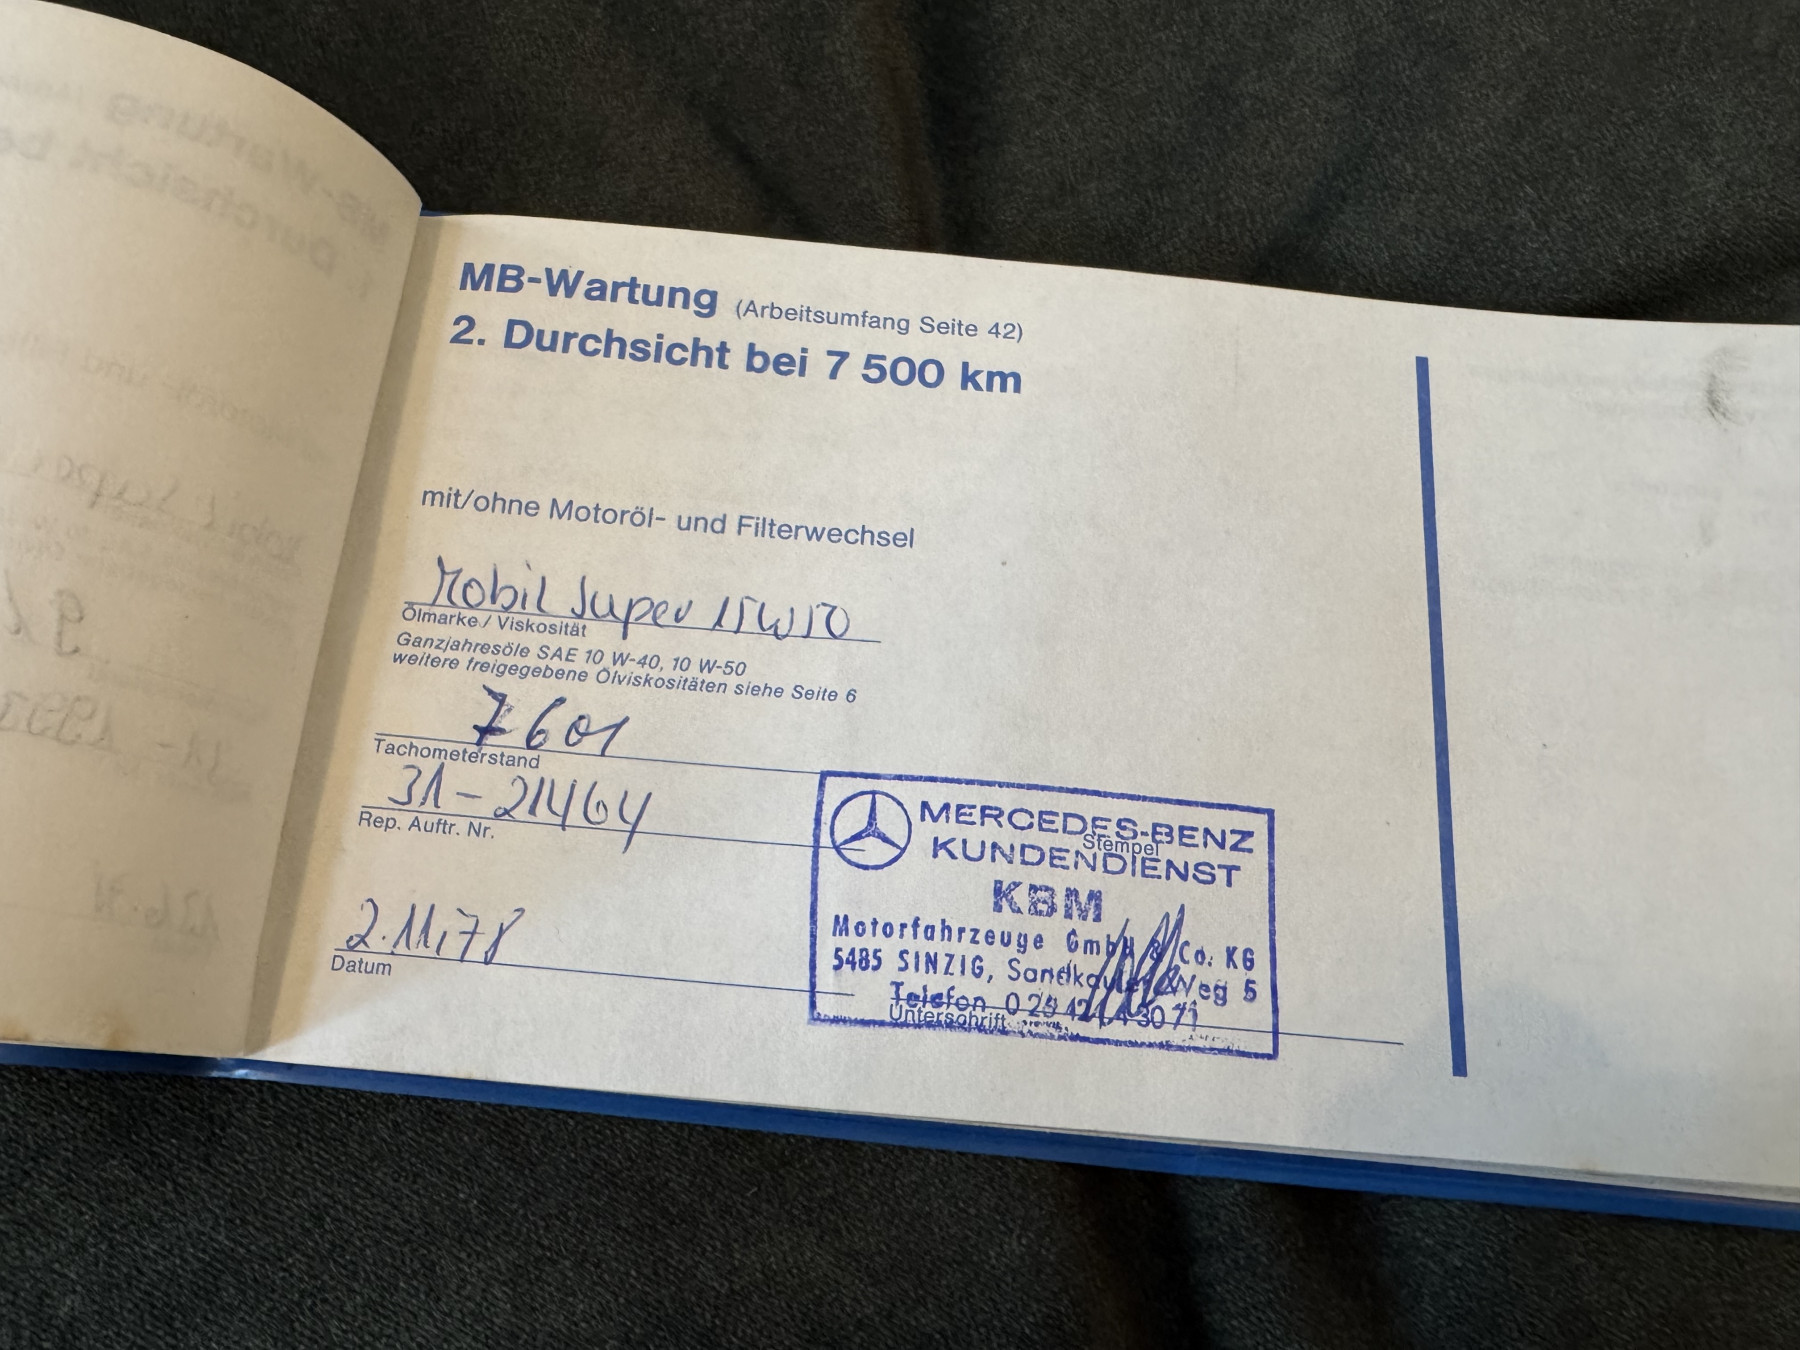 MB-Wartung (Arbeitsumfang Seite 42)
2. Durchsicht bei 7 500 km
mit/ohne Motoröl- und Filterwechsel
Mobil Super 15W50
Ölmarke / Viskosität
Ganzjahresöle SAE 10 W-40, 10 W-50
weitere freigegebene Ölviskositäten siehe Seite 6
7601
Tachometerstand
31-21464
Rep. Auftr. Nr.
2.11.78
Datum
MERCEDES-BENZ
Stempel
KUNDENDIENST
KBM
Motorfahrzeuge GmbH & Co. KG
5485 SINZIG, Weg 5
Telefon
Unterschrift